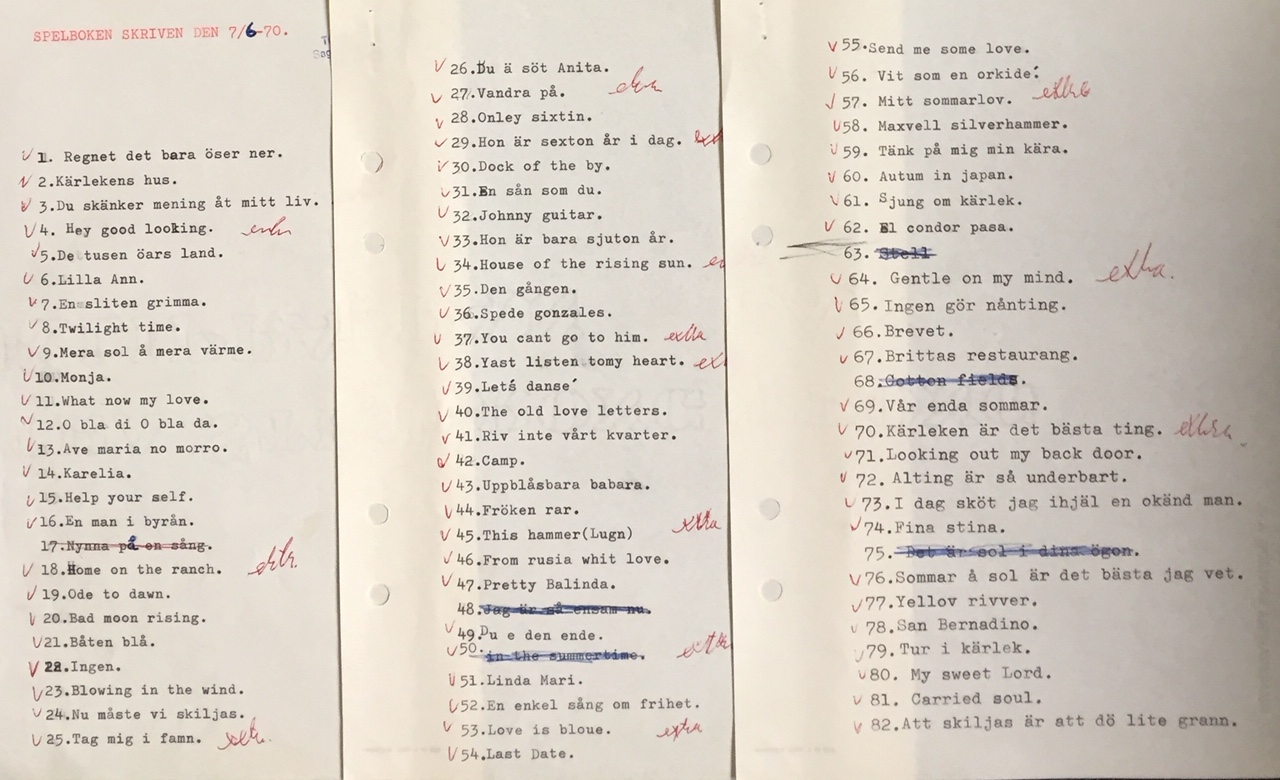 SPELBOKEN SKRIVEN DEN 7/6-70.
1. Regnet det bara öser ner.
2.Kärlekens hus.
3.Du skänker mening åt mitt liv.
4. Hey good looking. extra
5.De tusen öars land.
6.Lilla Ann.
7.En sliten grimma.
8.Twilight time.
9.Mera sol å mera värme.
10.Monja.
11.What now my love.
12.O bla di O bla da.
13.Ave maria no morro.
14.Karelia.
15.Help your self.
16.En man i byrån.
17.Nynna på en sång.
18.Home on the ranch. extra
19.Ode to dawn.
20.Bad moon rising.
21.Båten blå.
22.Ingen.
23.Blowing in the wind.
24.Nu måste vi skiljas.
25.Tag mig i famn. extra
26.Du ä söt Anita.
27.Vandra på. extra
28.Onley sixtin.
29.Hon är sexton år i dag. ext
30.Dock of the by.
31.En sån som du.
32.Johnny guitar.
33.Hon är bara sjuton år.
34.House of the rising sun. ex
35.Den gången.
36.Spede gonzales.
37.You cant go to him. extra
38.Yast listen tomy heart. ex
39.Let´s danse´
40.The old love letters.
41.Riv inte vårt kvarter.
42.Camp.
43.Uppblåsbara babara.
44.Fröken rar.
45.This hammer(Lugn) extra
46.From rusia whit love.
47.Pretty Balinda.
48.Jag är så ensam nu.
49.Du e den ende.
50.in the summertime. extra
51.Linda Mari.
52.En enkel sång om frihet.
53.Love is bloue. extra
54.Last Date.
55.Send me some love.
56. Vit som en orkide´.
57. Mitt sommarlov. extra
58. Maxvell silverhammer.
59. Tänk på mig min kära.
60. Autum in japan.
61. Sjung om kärlek.
62. El condor pasa.
63. Stell
64. Gentle on my mind. extra.
65. Ingen gör nånting.
66.Brevet.
67.Brittas restaurang.
68.Cotton fields.
69.Vår enda sommar.
70.Kärleken är det bästa ting. extra
71.Looking out my back door.
72. Alting är så underbart.
73.I dag sköt jag ihjäl en okänd man.
74.Fina stina.
75. Det är sol i dina ögon.
76.Sommar å sol är det bästa jag vet.
77.Yellov rivver.
78.San Bernadino.
79.Tur i kärlek.
80. My sweet Lord.
81. Carried soul.
82.Att skiljas är att dö lite grann.